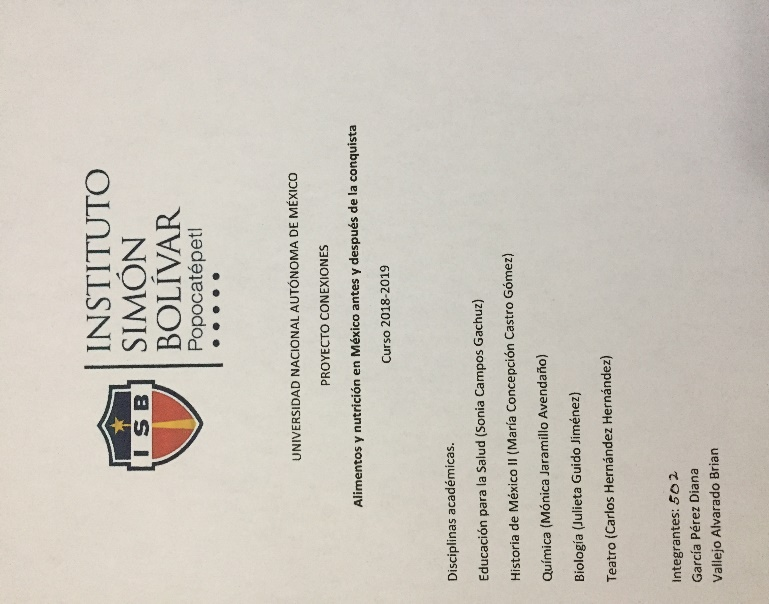 ISB
INSTITUTO
SIMÓN
BOLÍVAR
Popocatépetl
UNIVERSIDAD NACIONAL AUTÓNOMA DE MÉXICO
PROYECTO CONEXIONES
Alimentos y nutrición en México antes y después de la conquista
Curso 2018-2019
Disciplinas académicas.
Educación para la Salud (Sonia Campos Gachuz)
Historia de México II (María Concepción Castro Gómez)
Química (Mónica Jaramillo Avendaño)
Biología (Julieta Guido Jiménez)
Teatro (Carlos Hernández Hernández)
Integrantes: 502
García Pérez Diana
Vallejo Alvarado Brian